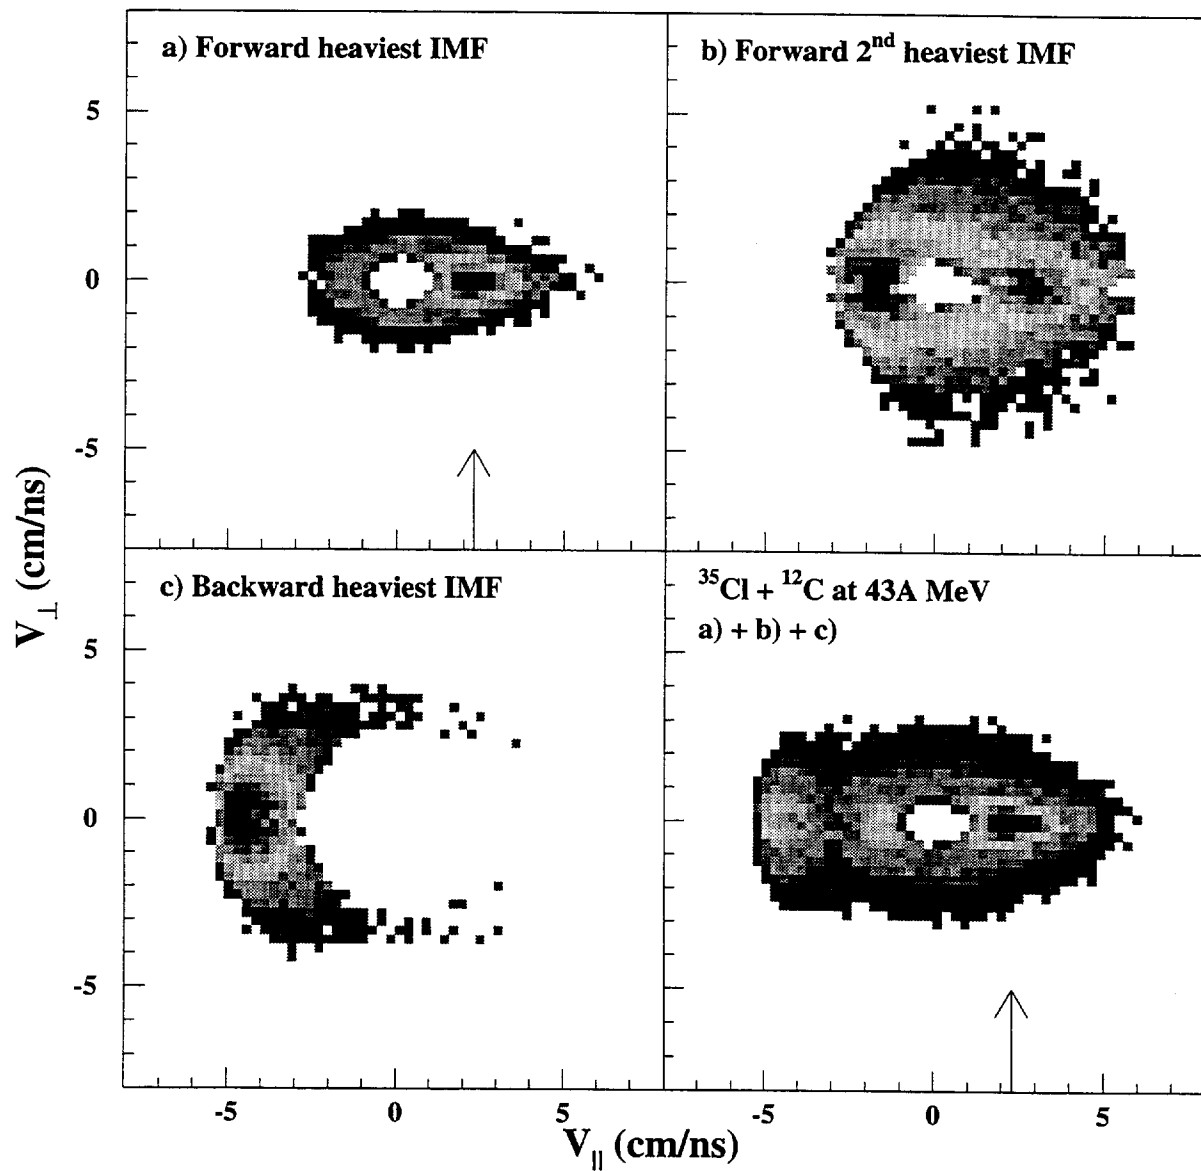 a) Forward heaviest IMF
b) Forward 2nd heaviest IMF
5
0
-5
c) Backward heaviest IMF
35Cl + 12C at 43A MeV
a) + b) + c)
5
0
-5
V⊥ (cm/ns)
-5 0 5
-5 0 5
V|| (cm/ns)